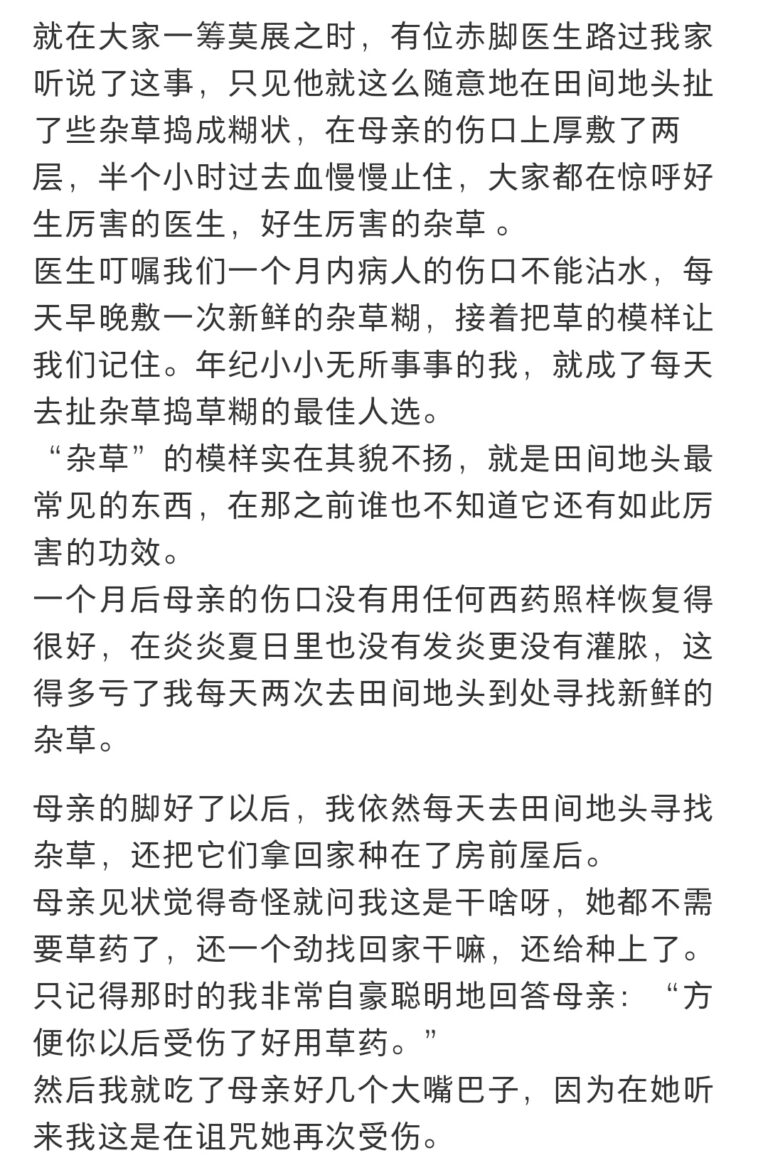 就在大家一筹莫展之时，有位赤脚医生路过我家
听说了这事，只见他就这么随意地在田间地头扯
了些杂草捣成糊状，在母亲的伤口上厚敷了两
层，半个小时过去血慢慢止住，大家都在惊呼好
生厉害的医生，好生厉害的杂草 。
医生叮嘱我们一个月内病人的伤口不能沾水，每
天早晚敷一次新鲜的杂草糊，接着把草的模样让
我们记住。年纪小小无所事事的我，就成了每天
去扯杂草捣草糊的最佳人选。
“杂草”的模样实在其貌不扬，就是田间地头最
常见的东西，在那之前谁也不知道它还有如此厉
害的功效。
一个月后母亲的伤口没有用任何西药照样恢复得
很好，在炎炎夏日里也没有发炎更没有灌脓，这
得多亏了我每天两次去田间地头到处寻找新鲜的
杂草。
母亲的脚好了以后，我依然每天去田间地头寻找
杂草，还把它们拿回家种在了房前屋后。
母亲见状觉得奇怪就问我这是干啥呀，她都不需
要草药了，还一个劲找回家干嘛，还给种上了。
只记得那时的我非常自豪聪明地回答母亲：“方
便你以后受伤了好用草药。”
然后我就吃了母亲好几个大嘴巴子，因为在她听
来我这是在诅咒她再次受伤。